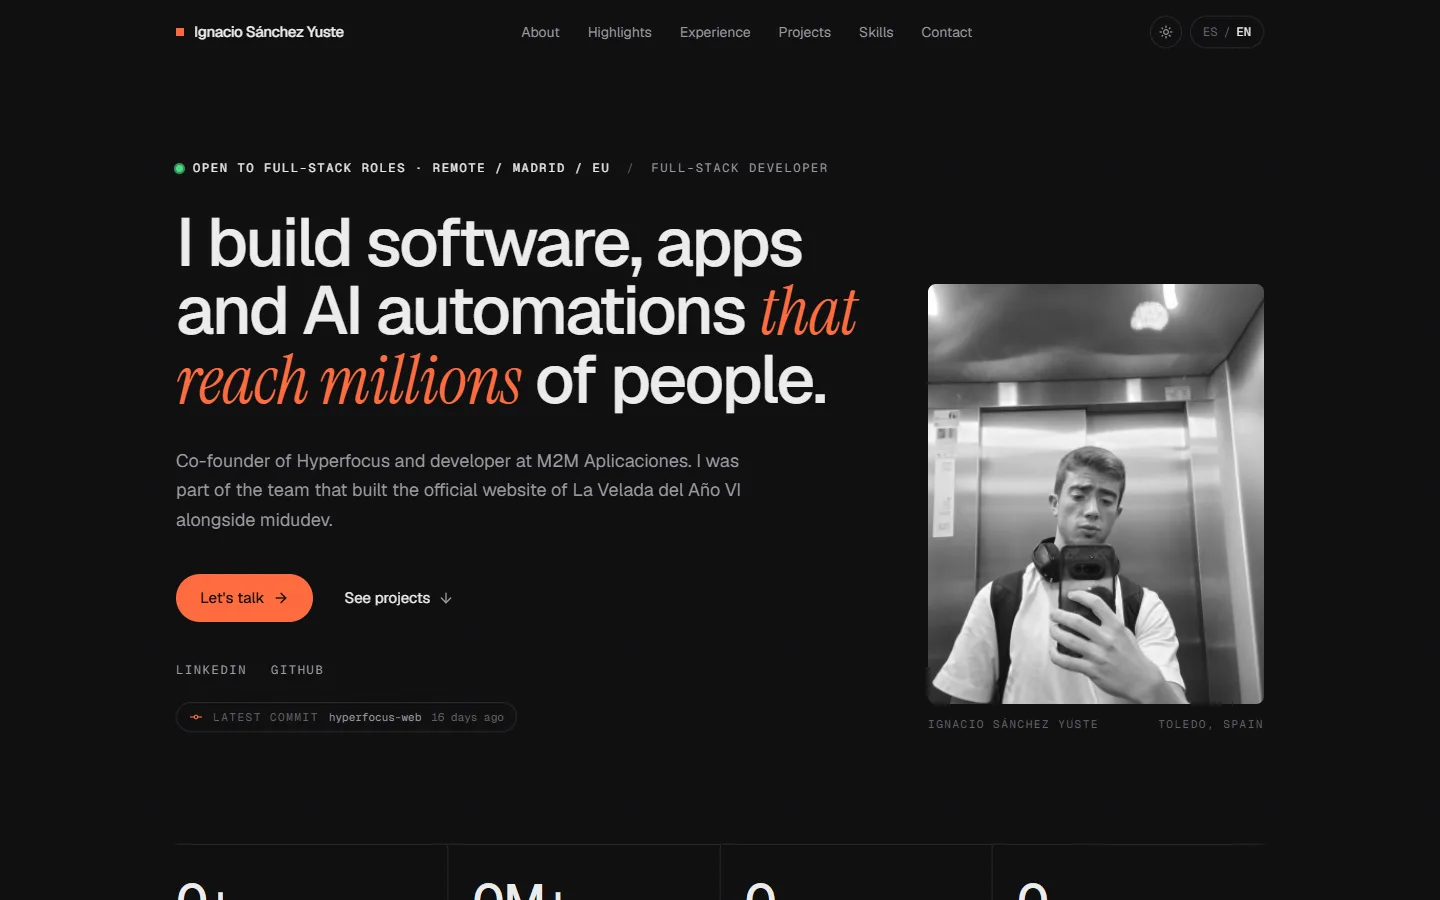 Ignacio Sánchez Yuste
About Highlights Experience Projects Skills Contact
ES / EN
OPEN TO FULL-STACK ROLES · REMOTE / MADRID / EU / FULL-STACK DEVELOPER
I build software, apps
and AI automations that
reach millions of people.
Co-founder of Hyperfocus and developer at M2M Aplicaciones. I was
part of the team that built the official website of La Velada del Año VI
alongside midudev.
Let's talk →
See projects ↓
LINKEDIN GITHUB
LATEST COMMIT hyperfocus-web 16 days ago
IGNACIO SÁNCHEZ YUSTE TOLEDO, SPAIN
0+ 0M+ 0 0